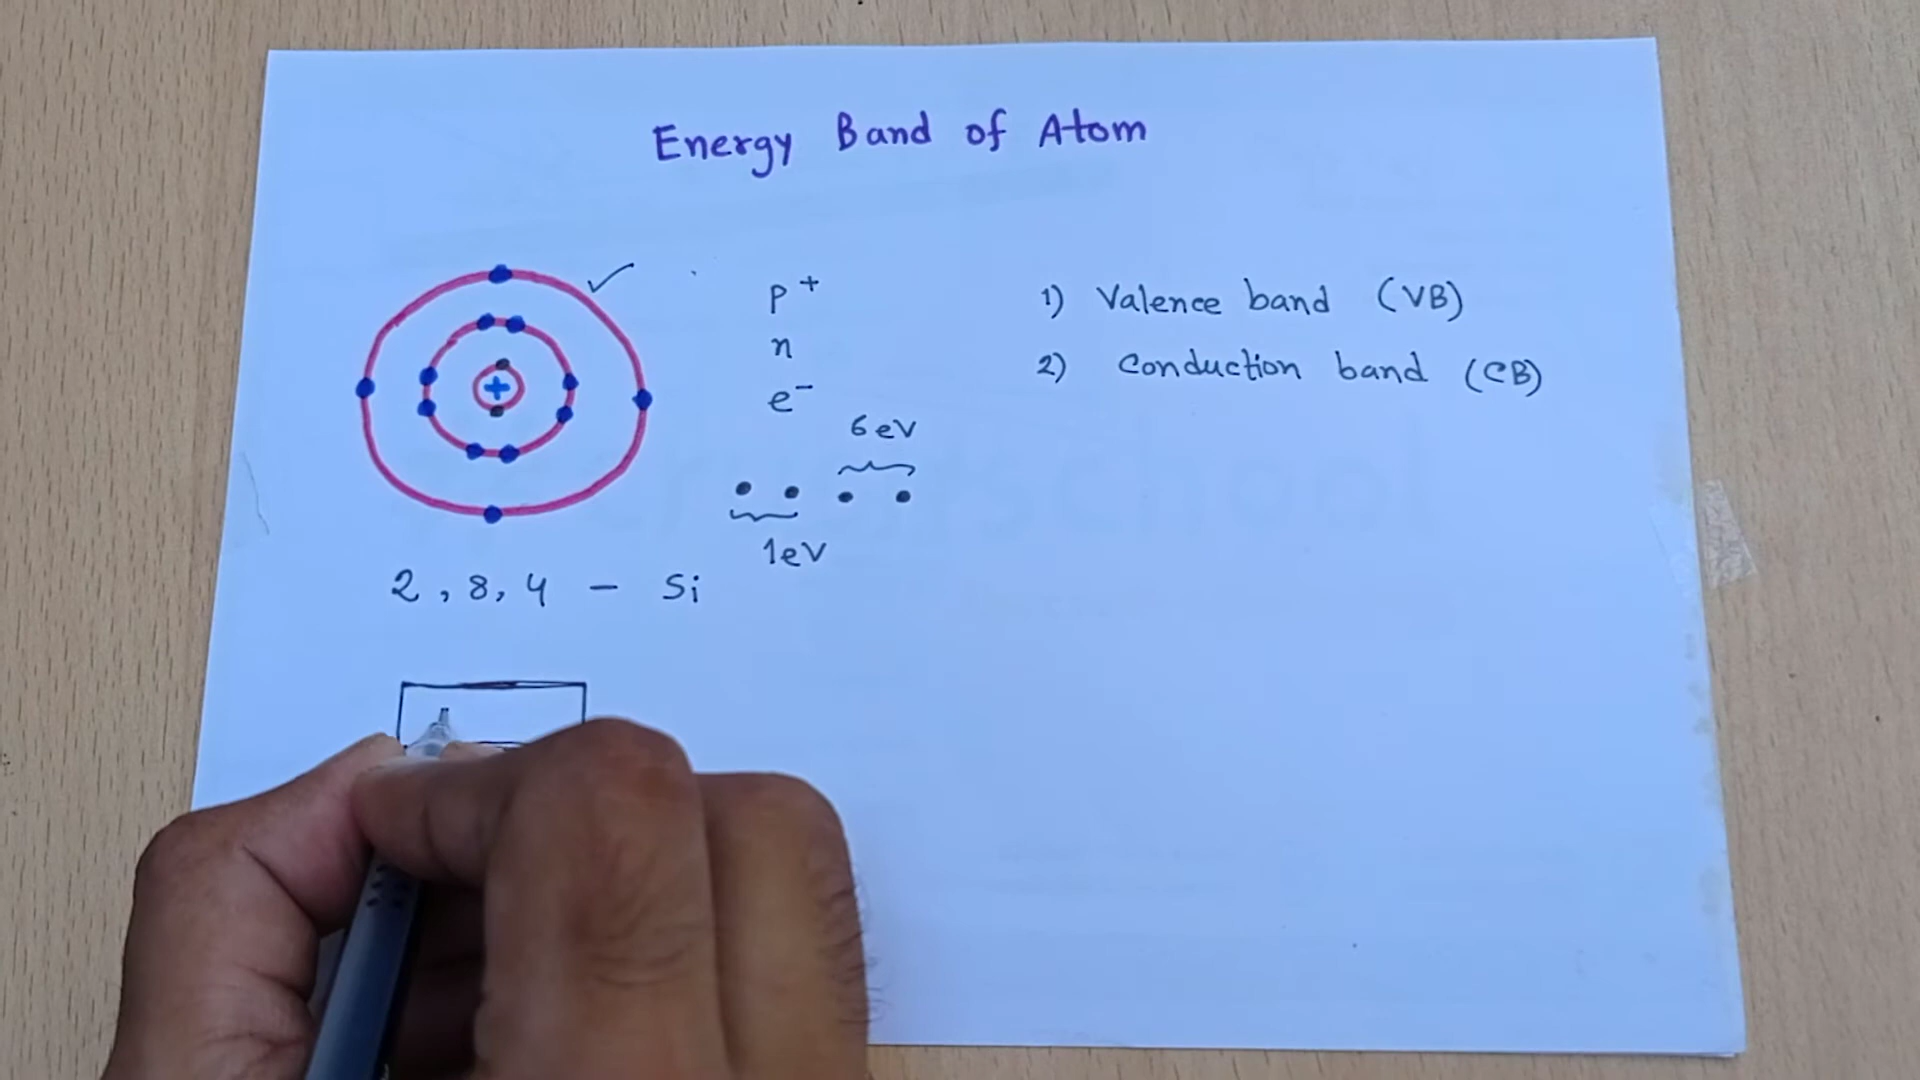 Energy Band of Atom
+
2, 8, 4 - Si
p+
n
e-
6eV
1eV
1) Valence band (VB)
2) Conduction band (CB)